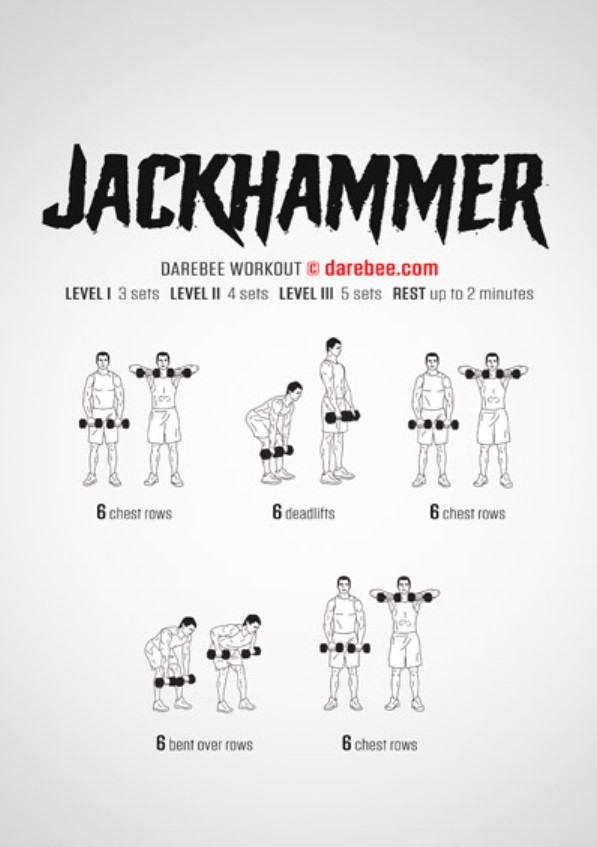 JACKHAMMER
DAREBEE WORKOUT © darebee.com
LEVEL I 3 sets LEVEL II 4 sets LEVEL III 5 sets REST up to 2 minutes
6 chest rows
6 deadlifts
6 chest rows
6 bent over rows
6 chest rows